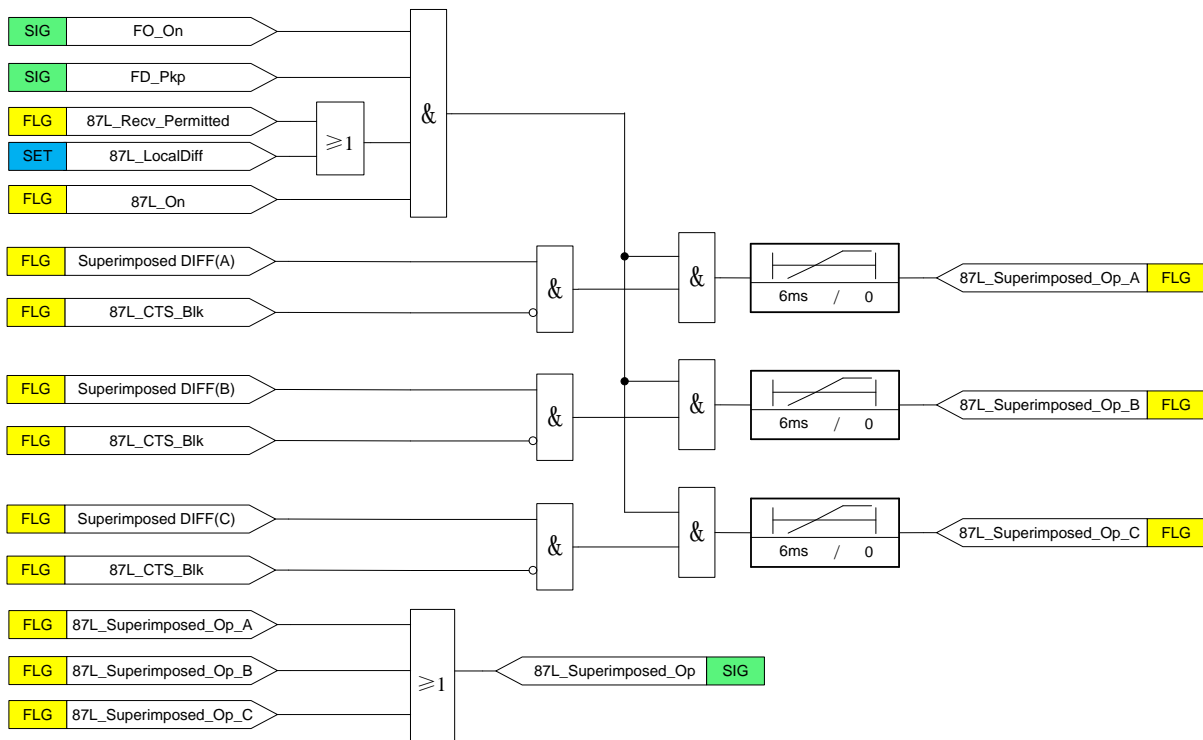 SIG FO_On
SIG FD_Pkp
&
FLG 87L_Recv_Permitted
≥1
SET 87L_LocalDiff
FLG 87L_On
FLG Superimposed DIFF(A)
&
&
6ms / 0
87L_Superimposed_Op_A FLG
FLG 87L_CTS_Blk
FLG Superimposed DIFF(B)
&
&
6ms / 0
87L_Superimposed_Op_B FLG
FLG 87L_CTS_Blk
FLG Superimposed DIFF(C)
&
&
6ms / 0
87L_Superimposed_Op_C FLG
FLG 87L_CTS_Blk
FLG 87L_Superimposed_Op_A
FLG 87L_Superimposed_Op_B
≥1
87L_Superimposed_Op SIG
FLG 87L_Superimposed_Op_C